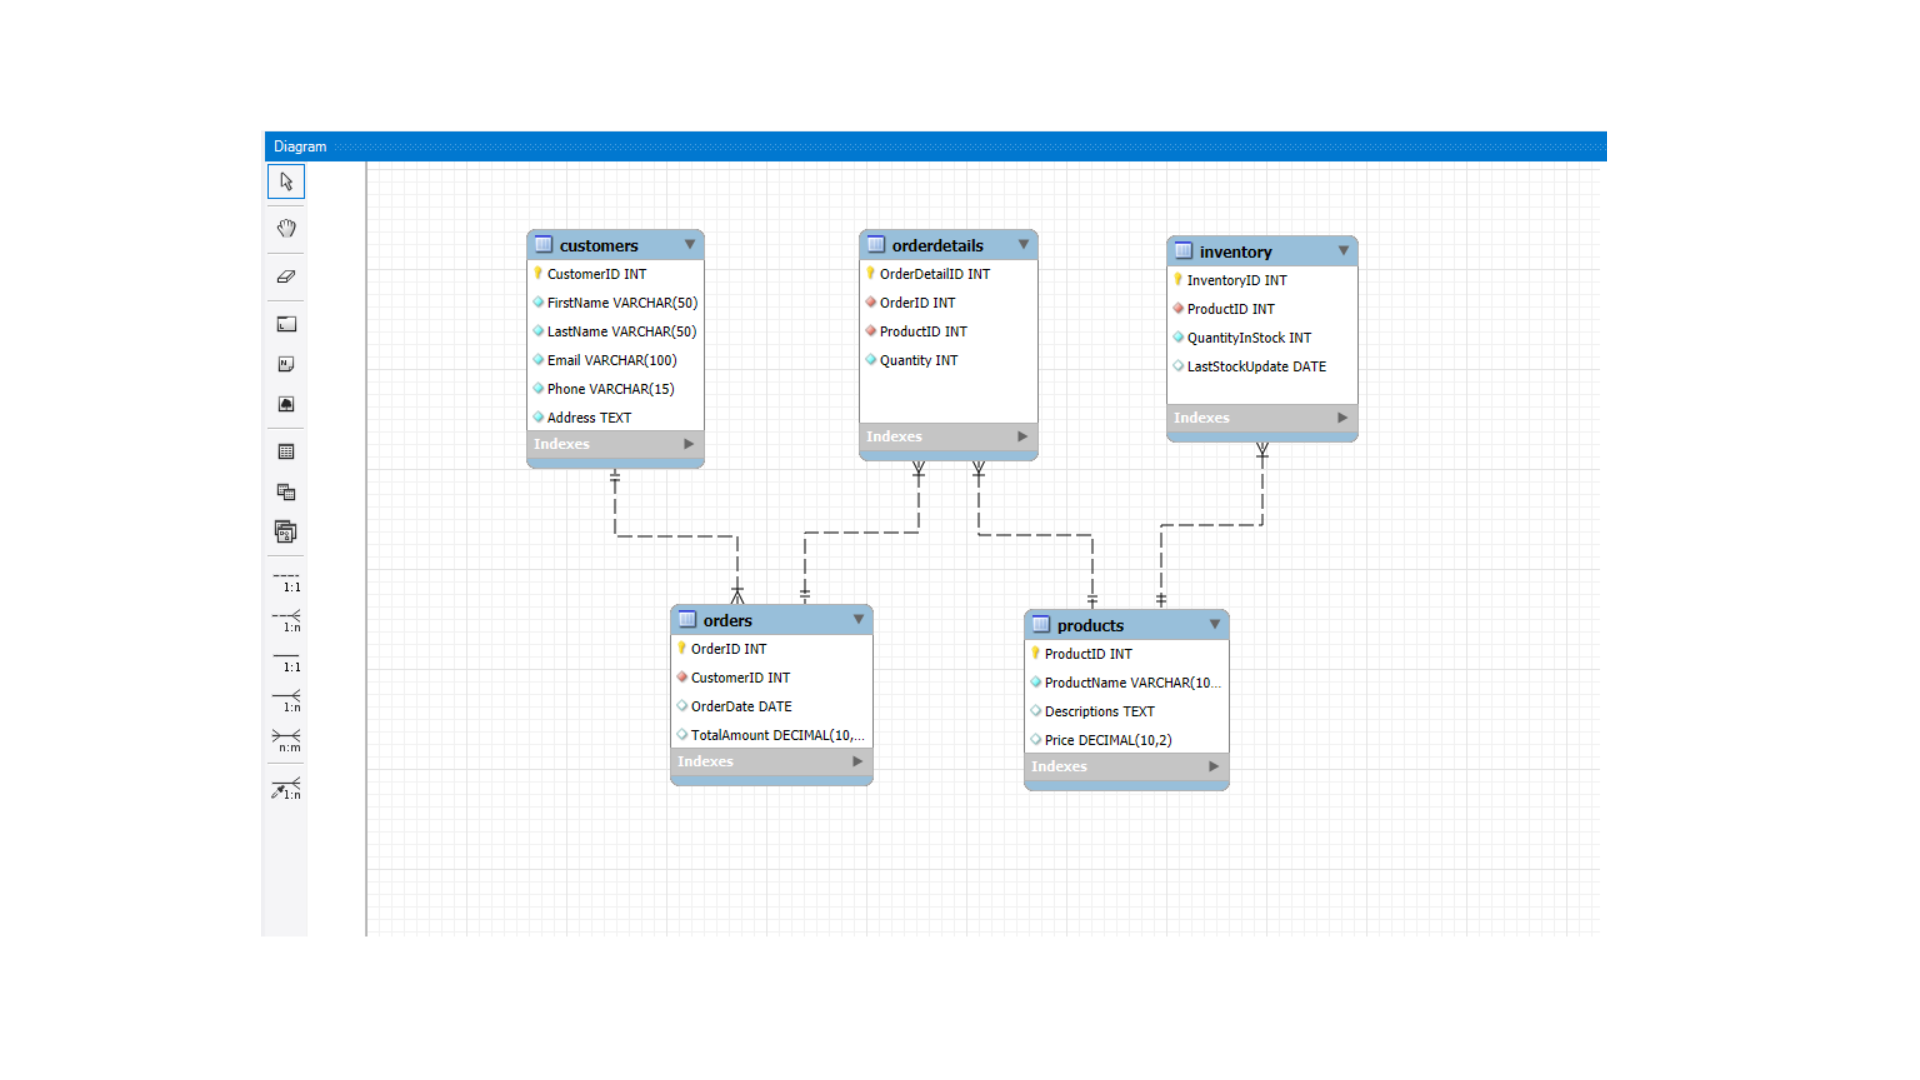 Diagram
1:1
1:n
1:1
1:n
n:m
1:n
customers
CustomerID INT
FirstName VARCHAR(50)
LastName VARCHAR(50)
Email VARCHAR(100)
Phone VARCHAR(15)
Address TEXT
Indexes
orderdetails
OrderDetailID INT
OrderID INT
ProductID INT
Quantity INT
Indexes
inventory
InventoryID INT
ProductID INT
QuantityInStock INT
LastStockUpdate DATE
Indexes
orders
OrderID INT
CustomerID INT
OrderDate DATE
TotalAmount DECIMAL(10,...
Indexes
products
ProductID INT
ProductName VARCHAR(10...
Descriptions TEXT
Price DECIMAL(10,2)
Indexes